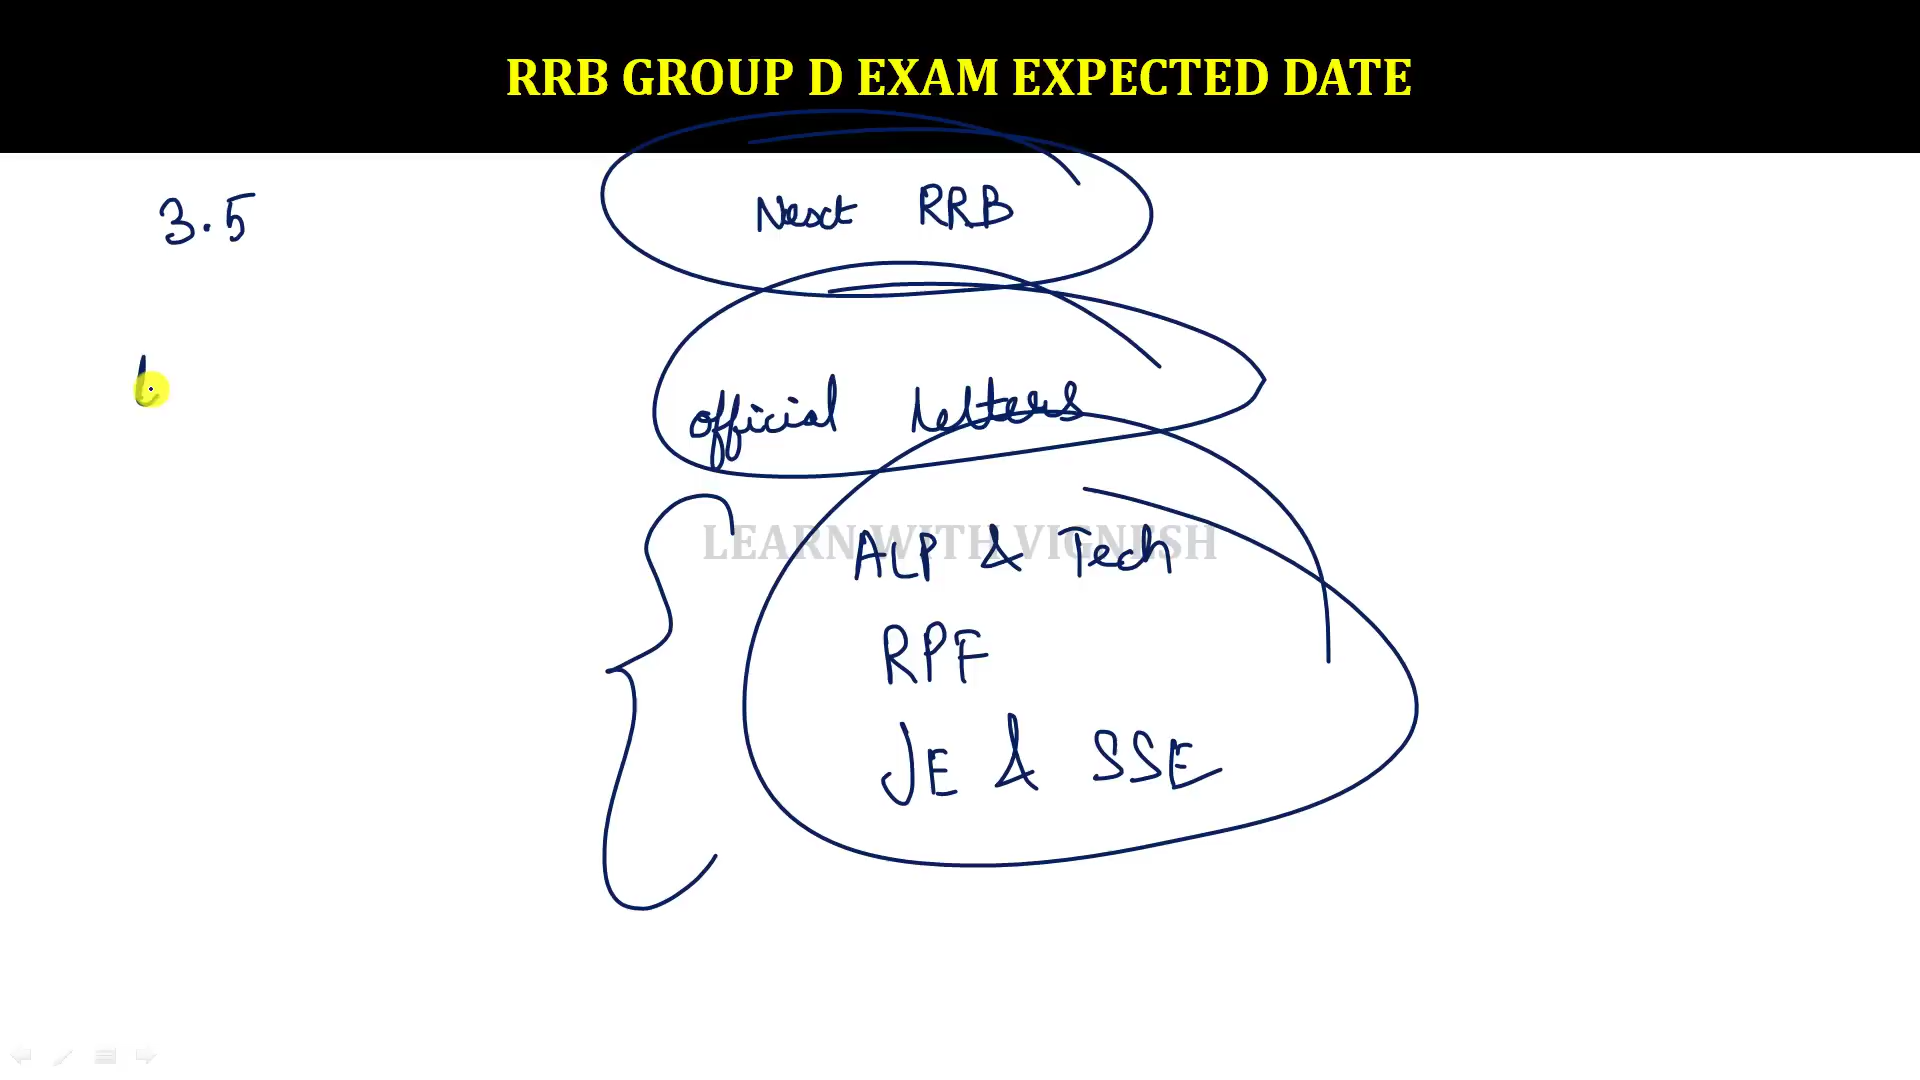 RRB GROUP D EXAM EXPECTED DATE
3.5
Next RRB
official letters
LEARN WITH VIGNESH
ALP & Tech
RPF
JE & SSE